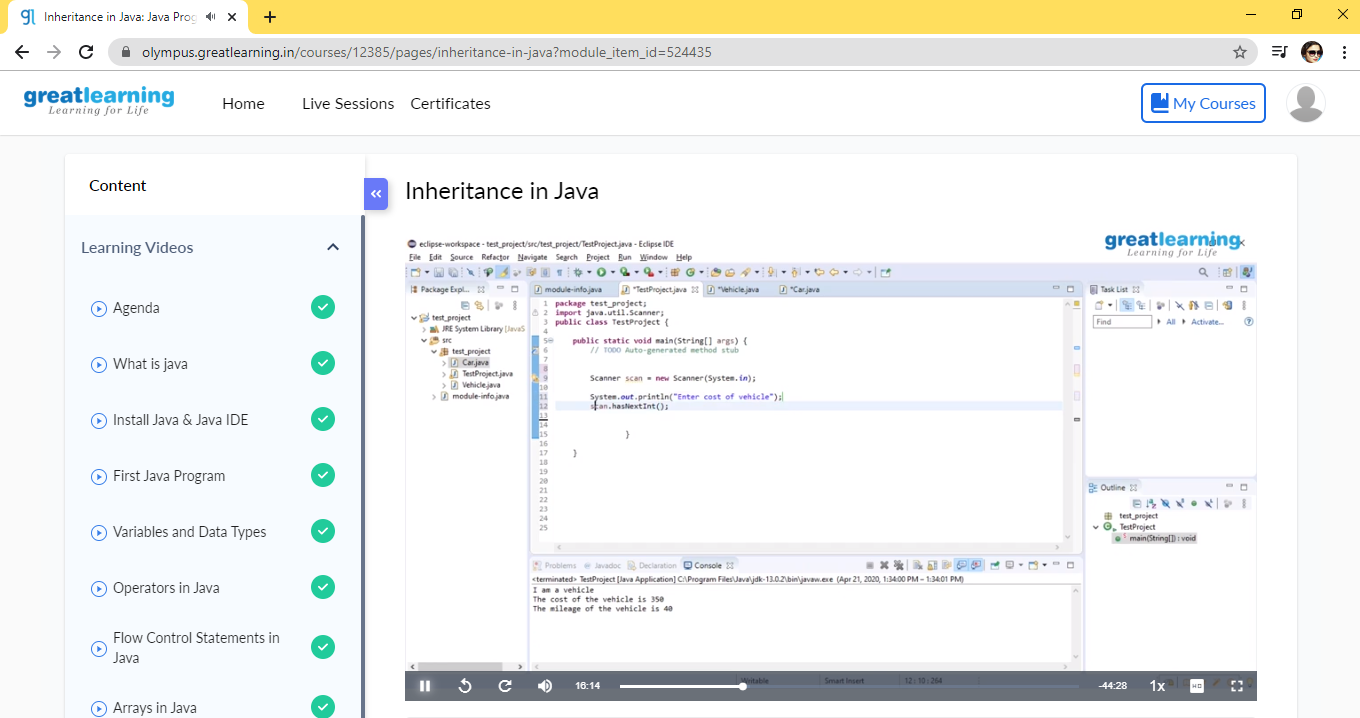 Inheritance in Java: Java Prog
olympus.greatlearning.in/courses/12385/pages/inheritance-in-java?module_item_id=524435
greatlearning
Learning for Life
Home Live Sessions Certificates
My Courses
Content
Learning Videos
Agenda
What is java
Install Java & Java IDE
First Java Program
Variables and Data Types
Operators in Java
Flow Control Statements in
Java
Arrays in Java
Inheritance in Java
eclipse-workspace - test_project/src/test_project/TestProject.java - Eclipse IDE
greatlearning
Learning for Life
File Edit Source Refactor Navigate Search Project Run Window Help
Package Expl...
test_project
JRE System Library [JavaS
src
test_project
Car.java
TestProject.java
Vehicle.java
module-info.java
module-info.java *TestProject.java *Vehicle.java *Car.java
1 package test_project;
2 import java.util.Scanner;
3 public class TestProject {
4
5 public static void main(String[] args) {
6 // TODO Auto-generated method stub
7
8
9 Scanner scan = new Scanner(System.in);
10
11 System.out.println("Enter cost of vehicle");
12 scan.hasNextInt();
13
14
15 }
16
17 }
18
19
20
21
22
23
24
25
Task List
Find All Activate...
Outline
test_project
TestProject
main(String[]) : void
Problems Javadoc Declaration Console
<terminated> TestProject [Java Application] C:\Program Files\Java\jdk-13.0.2\bin\javaw.exe (Apr 21, 2020, 1:34:00 PM – 1:34:01 PM)
I am a vehicle
The cost of the vehicle is 350
The mileage of the vehicle is 40
Writable Smart Insert 12 : 10 : 264
16:14 -44:28 1x HD